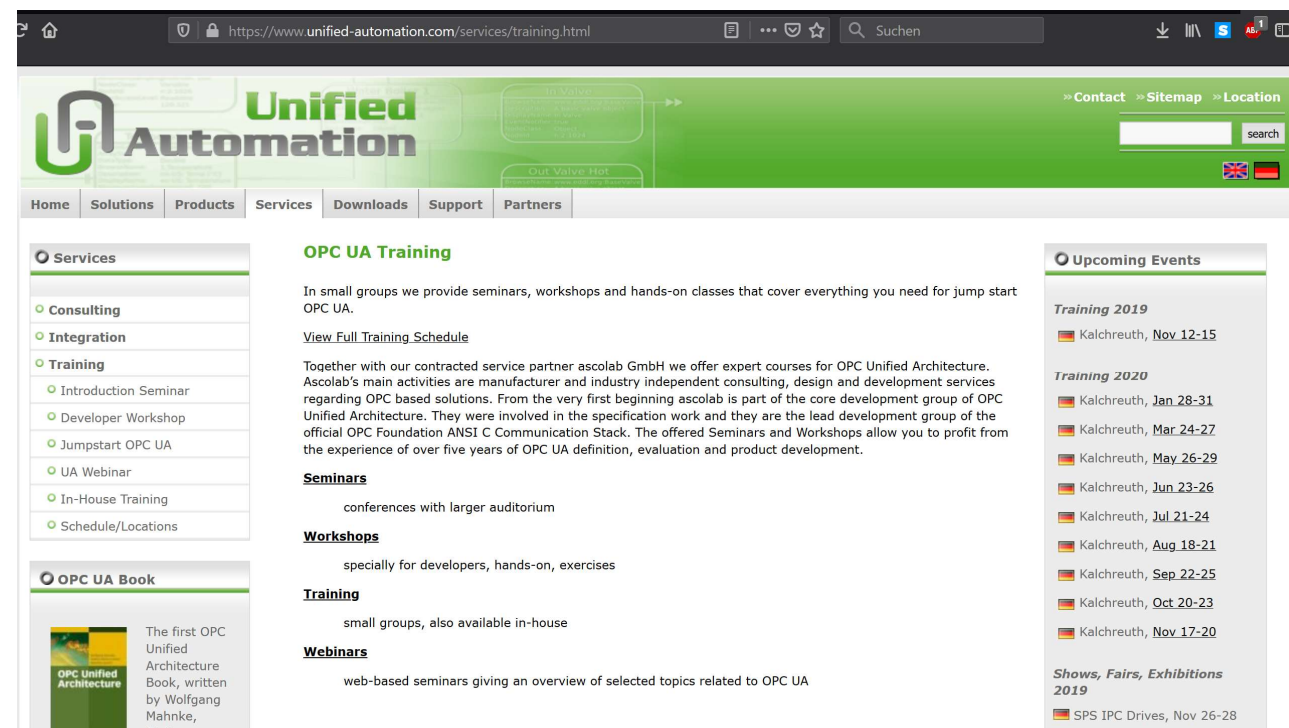 https://www.unified-automation.com/services/training.html
Suchen
S
ABP
1
Unified
Automation
In Valve
Out Valve Hot
»Contact »Sitemap »Location
search
Home Solutions Products Services Downloads Support Partners
Services
Consulting
Integration
Training
Introduction Seminar
Developer Workshop
Jumpstart OPC UA
UA Webinar
In-House Training
Schedule/Locations
OPC UA Book
OPC Unified
Architecture
The first OPC
Unified
Architecture
Book, written
by Wolfgang
Mahnke,
OPC UA Training
In small groups we provide seminars, workshops and hands-on classes that cover everything you need for jump start
OPC UA.
View Full Training Schedule
Together with our contracted service partner ascolab GmbH we offer expert courses for OPC Unified Architecture.
Ascolab's main activities are manufacturer and industry independent consulting, design and development services
regarding OPC based solutions. From the very first beginning ascolab is part of the core development group of OPC
Unified Architecture. They were involved in the specification work and they are the lead development group of the
official OPC Foundation ANSI C Communication Stack. The offered Seminars and Workshops allow you to profit from
the experience of over five years of OPC UA definition, evaluation and product development.
Seminars
conferences with larger auditorium
Workshops
specially for developers, hands-on, exercises
Training
small groups, also available in-house
Webinars
web-based seminars giving an overview of selected topics related to OPC UA
Upcoming Events
Training 2019
Kalchreuth, Nov 12-15
Training 2020
Kalchreuth, Jan 28-31
Kalchreuth, Mar 24-27
Kalchreuth, May 26-29
Kalchreuth, Jun 23-26
Kalchreuth, Jul 21-24
Kalchreuth, Aug 18-21
Kalchreuth, Sep 22-25
Kalchreuth, Oct 20-23
Kalchreuth, Nov 17-20
Shows, Fairs, Exhibitions
2019
SPS IPC Drives, Nov 26-28